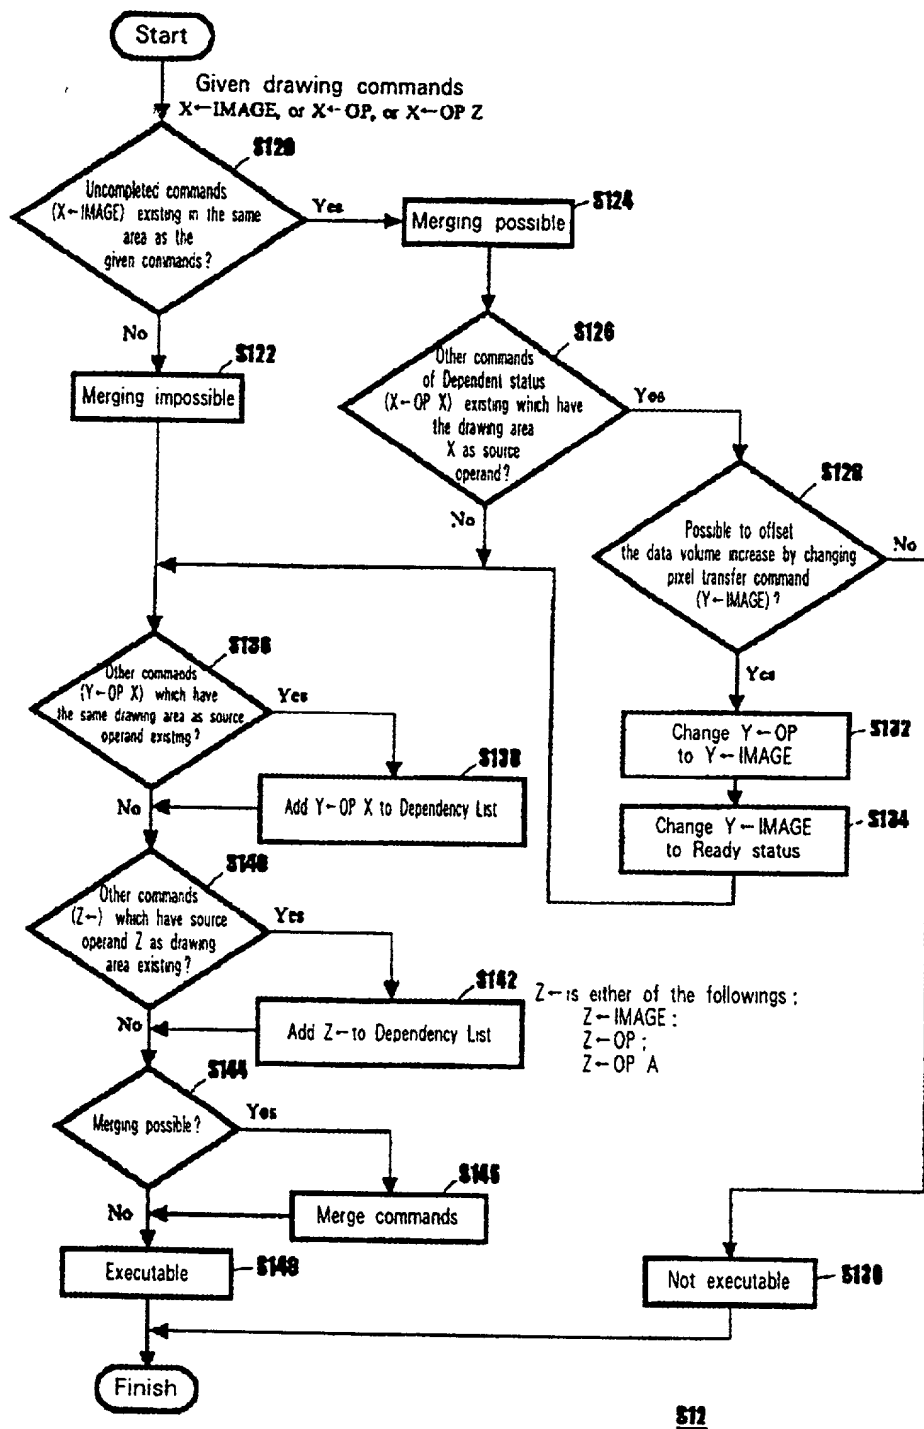 Start
Given drawing commands
X←IMAGE, or X←OP, or X←OP Z
S120
Uncompleted commands
(X←IMAGE) existing in the same
area as the
given commands?
Yes
No
S124
Merging possible
S122
Merging impossible
S126
Other commands
of Dependent status
(X←OP X) existing which have
the drawing area
X as source
operand?
Yes
No
S128
Possible to offset
the data volume increase by changing
pixel transfer command
(Y←IMAGE)?
No
Yes
S136
Other commands
(Y←OP X) which have
the same drawing area as source
operand existing?
Yes
No
S132
Change Y←OP
to Y←IMAGE
S138
Add Y←OP X to Dependency List
S134
Change Y←IMAGE
to Ready status
S140
Other commands
(Z←) which have source
operand Z as drawing
area existing?
Yes
No
S142
Add Z←to Dependency List
Z←is either of the followings:
Z←IMAGE:
Z←OP:
Z←OP A
S144
Merging possible?
Yes
No
S146
Merge commands
S148
Executable
Not executable
S130
Finish
S12